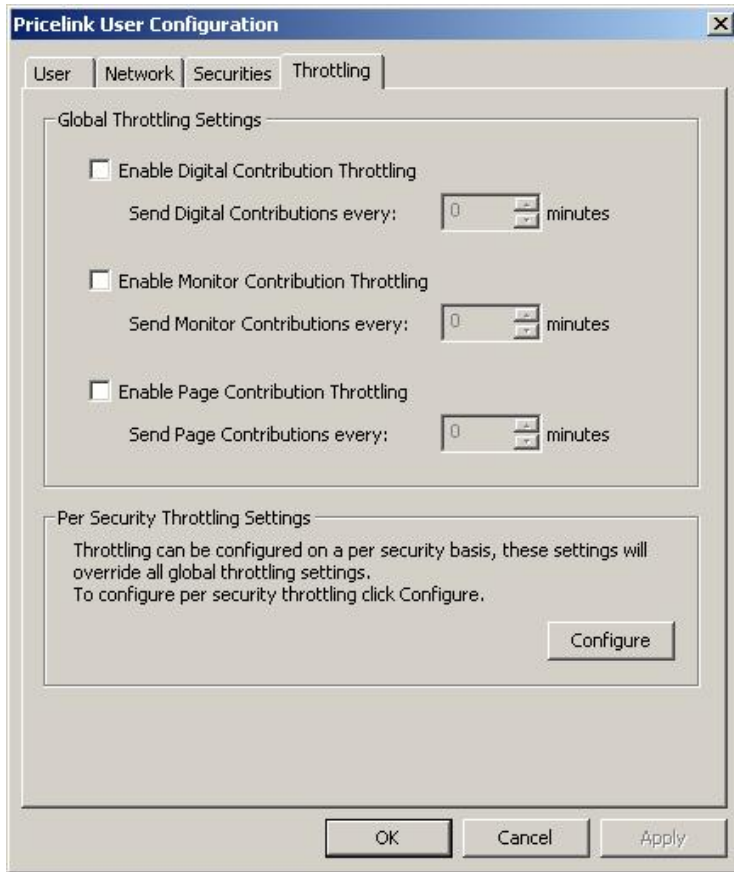 Pricelink User Configuration
User Network Securities Throttling
Global Throttling Settings
Enable Digital Contribution Throttling
Send Digital Contributions every: 0 minutes
Enable Monitor Contribution Throttling
Send Monitor Contributions every: 0 minutes
Enable Page Contribution Throttling
Send Page Contributions every: 0 minutes
Per Security Throttling Settings
Throttling can be configured on a per security basis, these settings will
override all global throttling settings.
To configure per security throttling click Configure.
Configure
OK Cancel Apply